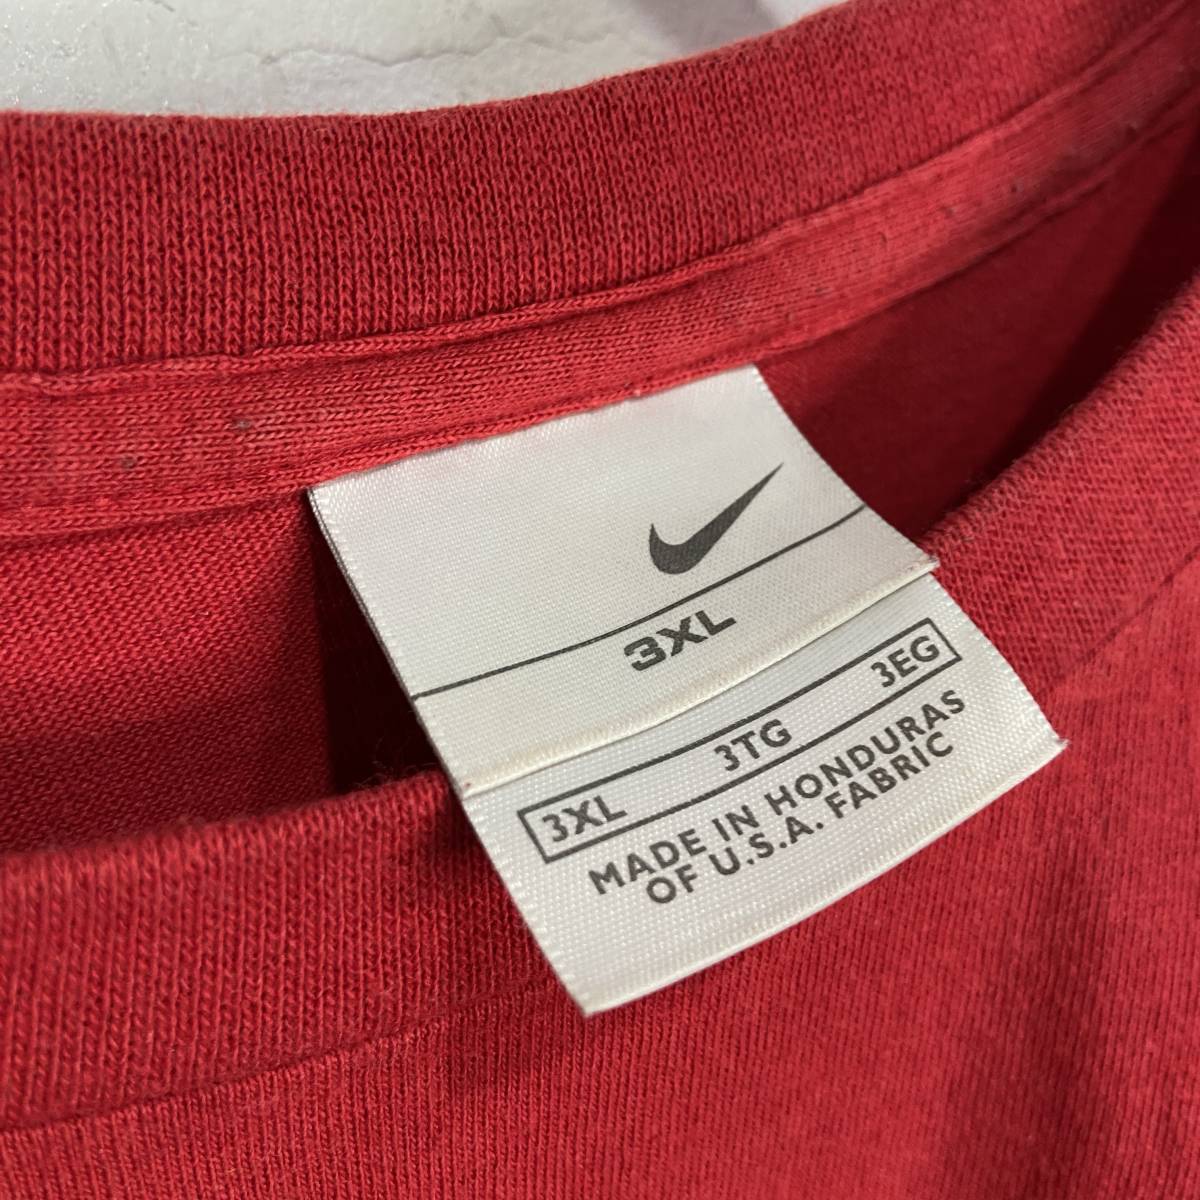 3XL
3XL 3TG 3EG
MADE IN HONDURAS
OF U.S.A. FABRIC